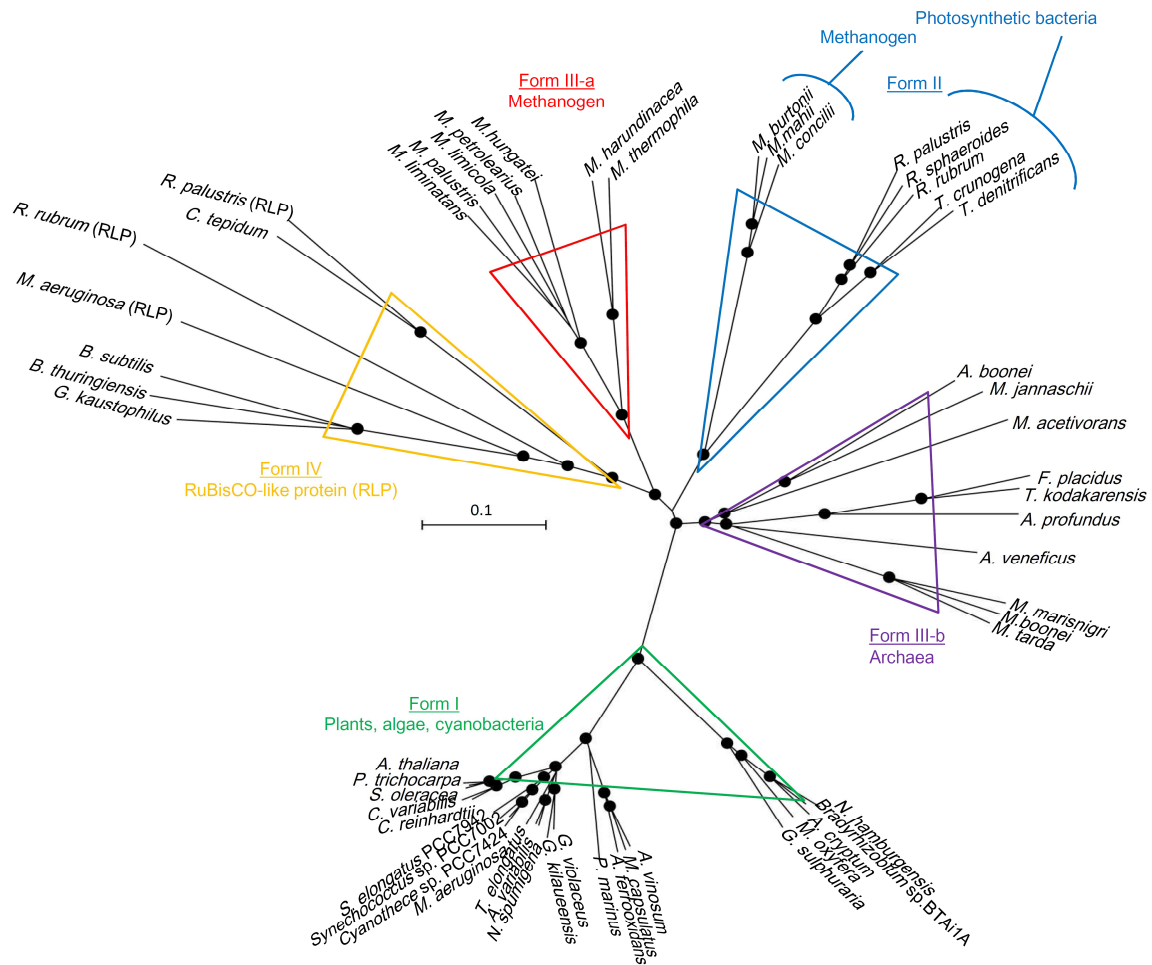 Photosynthetic bacteria
Methanogen
Form II
Form III-a
Methanogen
M. harundinacea
M. thermophila
M.hungatei
M. petrolearius
M. limicola
M. palustris
M. liminatans
M. burtonii
M.mahii
M. concilii
R. palustris
R. sphaeroides
R. rubrum
T. crunogena
T. denitrificans
R. palustris (RLP)
C. tepidum
R. rubrum (RLP)
M. aeruginosa (RLP)
B. subtilis
B. thuringiensis
G. kaustophilus
Form IV
RuBisCO-like protein (RLP)
0.1
A. boonei
M. jannaschii
M. acetivorans
F. placidus
T. kodakarensis
A. profundus
A. veneficus
M. marisnigri
M.boonei
M. tarda
Form III-b
Archaea
Form I
Plants, algae, cyanobacteria
A. thaliana
P. trichocarpa
S. oleracea
C. variabilis
C. reinhardtii
S. elongatus PCC7942
Synechococcus sp. PCC7002
Cyanothece sp. PCC7424
M. aeruginosa
T. elongatus
A. variabilis
N. spumigena
G. kilaueensis
G. violaceus
P. marinus
A. ferrooxidans
M. capsulatus
A. vinosum
G. sulphuraria
M. oxyfera
A. cryptum
Bradyrhizobium sp.BTAi1A
N. hamburgensis